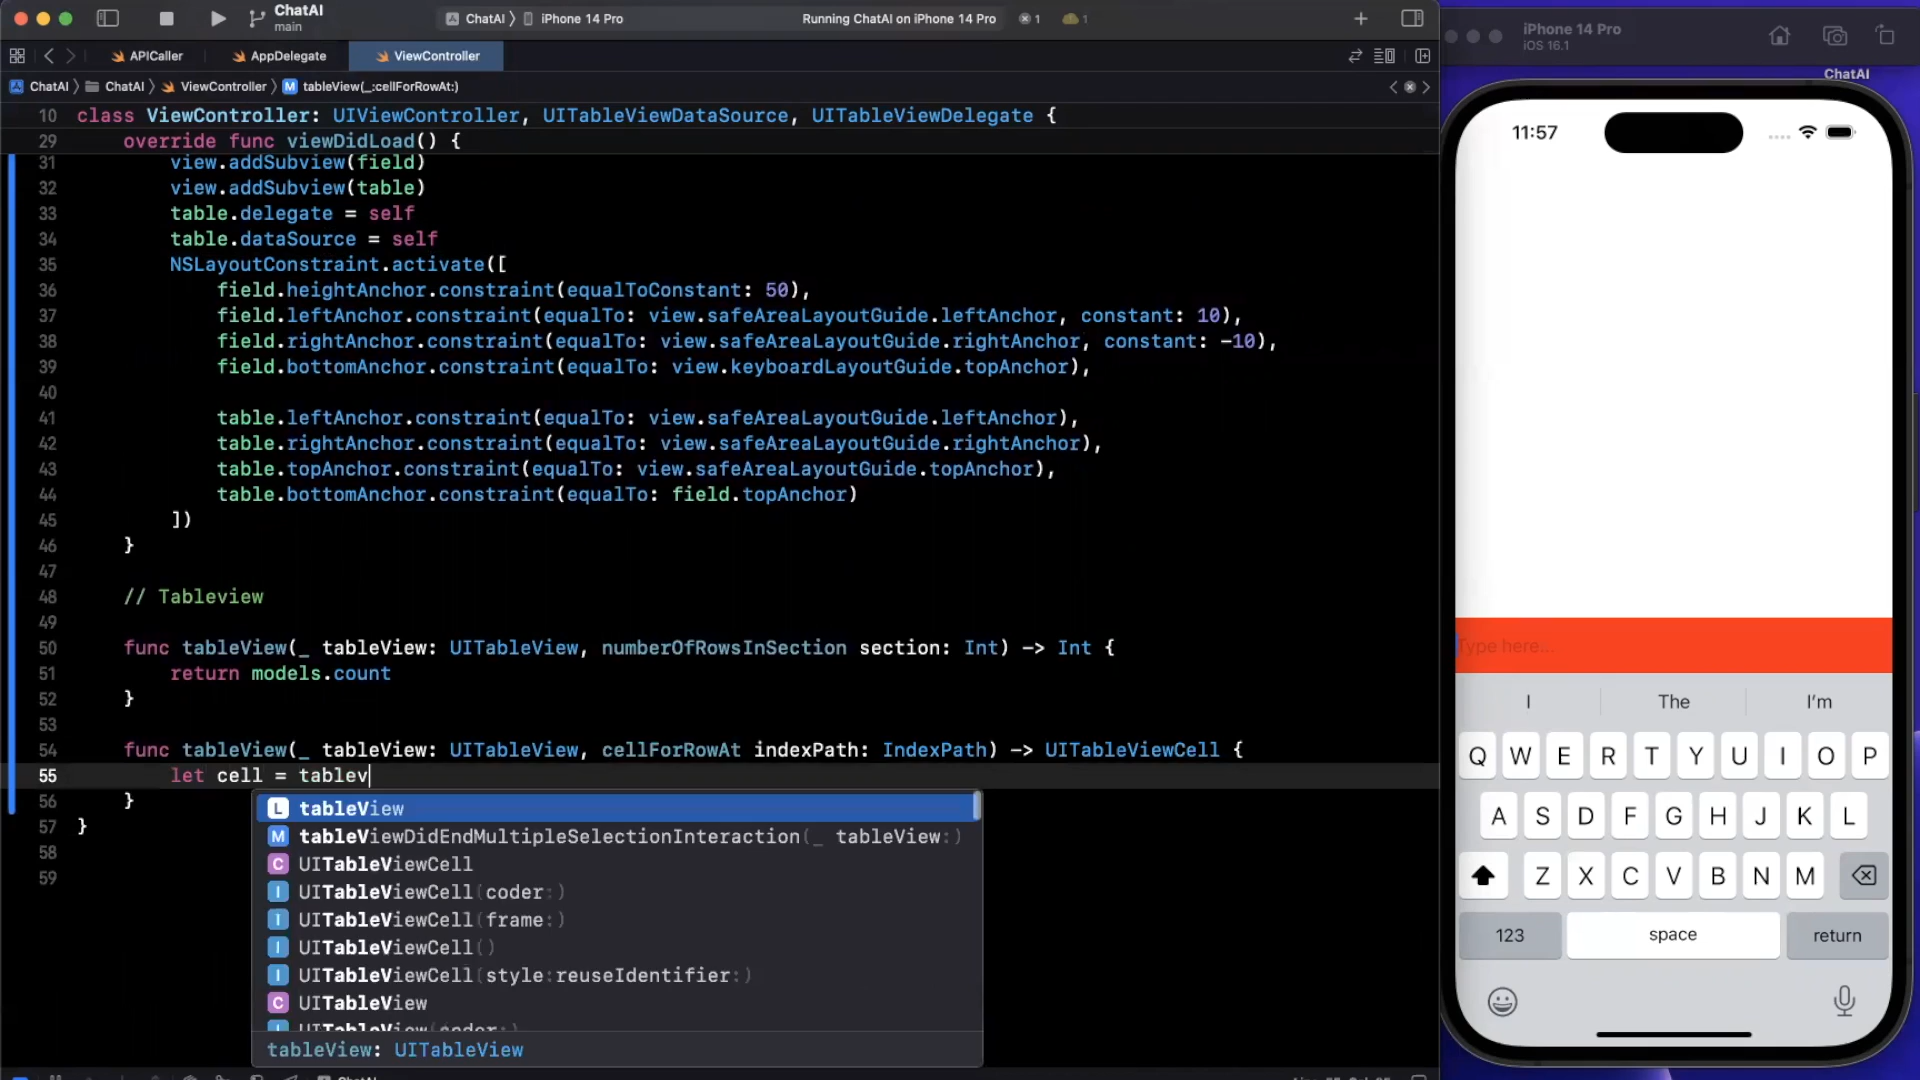 ChatAI
main
ChatAI 〉 iPhone 14 Pro
Running ChatAI on iPhone 14 Pro
1
1
APICaller
AppDelegate
ViewController
ChatAI 〉 ChatAI 〉 ViewController 〉 M tableView(_:cellForRowAt:)
10 class ViewController: UIViewController, UITableViewDataSource, UITableViewDelegate {
29 override func viewDidLoad() {
31 view.addSubview(field)
32 view.addSubview(table)
33 table.delegate = self
34 table.dataSource = self
35 NSLayoutConstraint.activate([
36 field.heightAnchor.constraint(equalToConstant: 50),
37 field.leftAnchor.constraint(equalTo: view.safeAreaLayoutGuide.leftAnchor, constant: 10),
38 field.rightAnchor.constraint(equalTo: view.safeAreaLayoutGuide.rightAnchor, constant: -10),
39 field.bottomAnchor.constraint(equalTo: view.keyboardLayoutGuide.topAnchor),
40
41 table.leftAnchor.constraint(equalTo: view.safeAreaLayoutGuide.leftAnchor),
42 table.rightAnchor.constraint(equalTo: view.safeAreaLayoutGuide.rightAnchor),
43 table.topAnchor.constraint(equalTo: view.safeAreaLayoutGuide.topAnchor),
44 table.bottomAnchor.constraint(equalTo: field.topAnchor)
45 ])
46 }
47
48 // Tableview
49
50 func tableView(_ tableView: UITableView, numberOfRowsInSection section: Int) -> Int {
51 return models.count
52 }
53
54 func tableView(_ tableView: UITableView, cellForRowAt indexPath: IndexPath) -> UITableViewCell {
55 let cell = tablev
56 }
57 }
58
59
L tableView
M tableViewDidEndMultipleSelectionInteraction(_ tableView:)
C UITableViewCell
I UITableViewCell(coder:)
I UITableViewCell(frame:)
I UITableViewCell()
I UITableViewCell(style:reuseIdentifier:)
C UITableView
I UITableView(coder:)
tableView: UITableView
iPhone 14 Pro
iOS 16.1
ChatAI
11:57
Type here...
I The I'm
Q W E R T Y U I O P
A S D F G H J K L
Z X C V B N M
123 space return